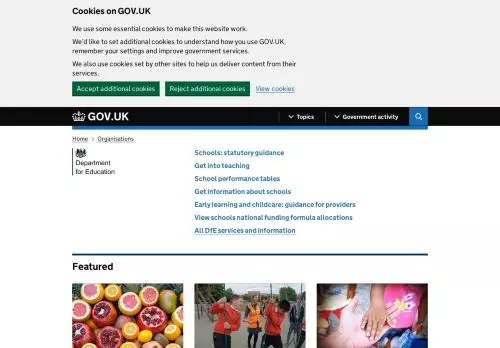 Cookies on GOV.UK
We use some essential cookies to make this website work.
We'd like to set additional cookies to understand how you use GOV.UK,
remember your settings and improve government services.
We also use cookies set by other sites to help us deliver content from their
services.
Accept additional cookies
Reject additional cookies
View cookies
GOV.UK
Topics
Government activity
Home
Organisations
Department
for Education
Schools: statutory guidance
Get into teaching
School performance tables
Get information about schools
Early learning and childcare: guidance for providers
View schools national funding formula allocations
All DfE services and information
Featured